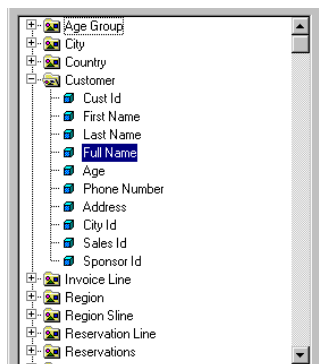 Age Group
City
Country
Customer
Cust Id
First Name
Last Name
Full Name
Age
Phone Number
Address
City Id
Sales Id
Sponsor Id
Invoice Line
Region
Region Sline
Reservation Line
Reservations